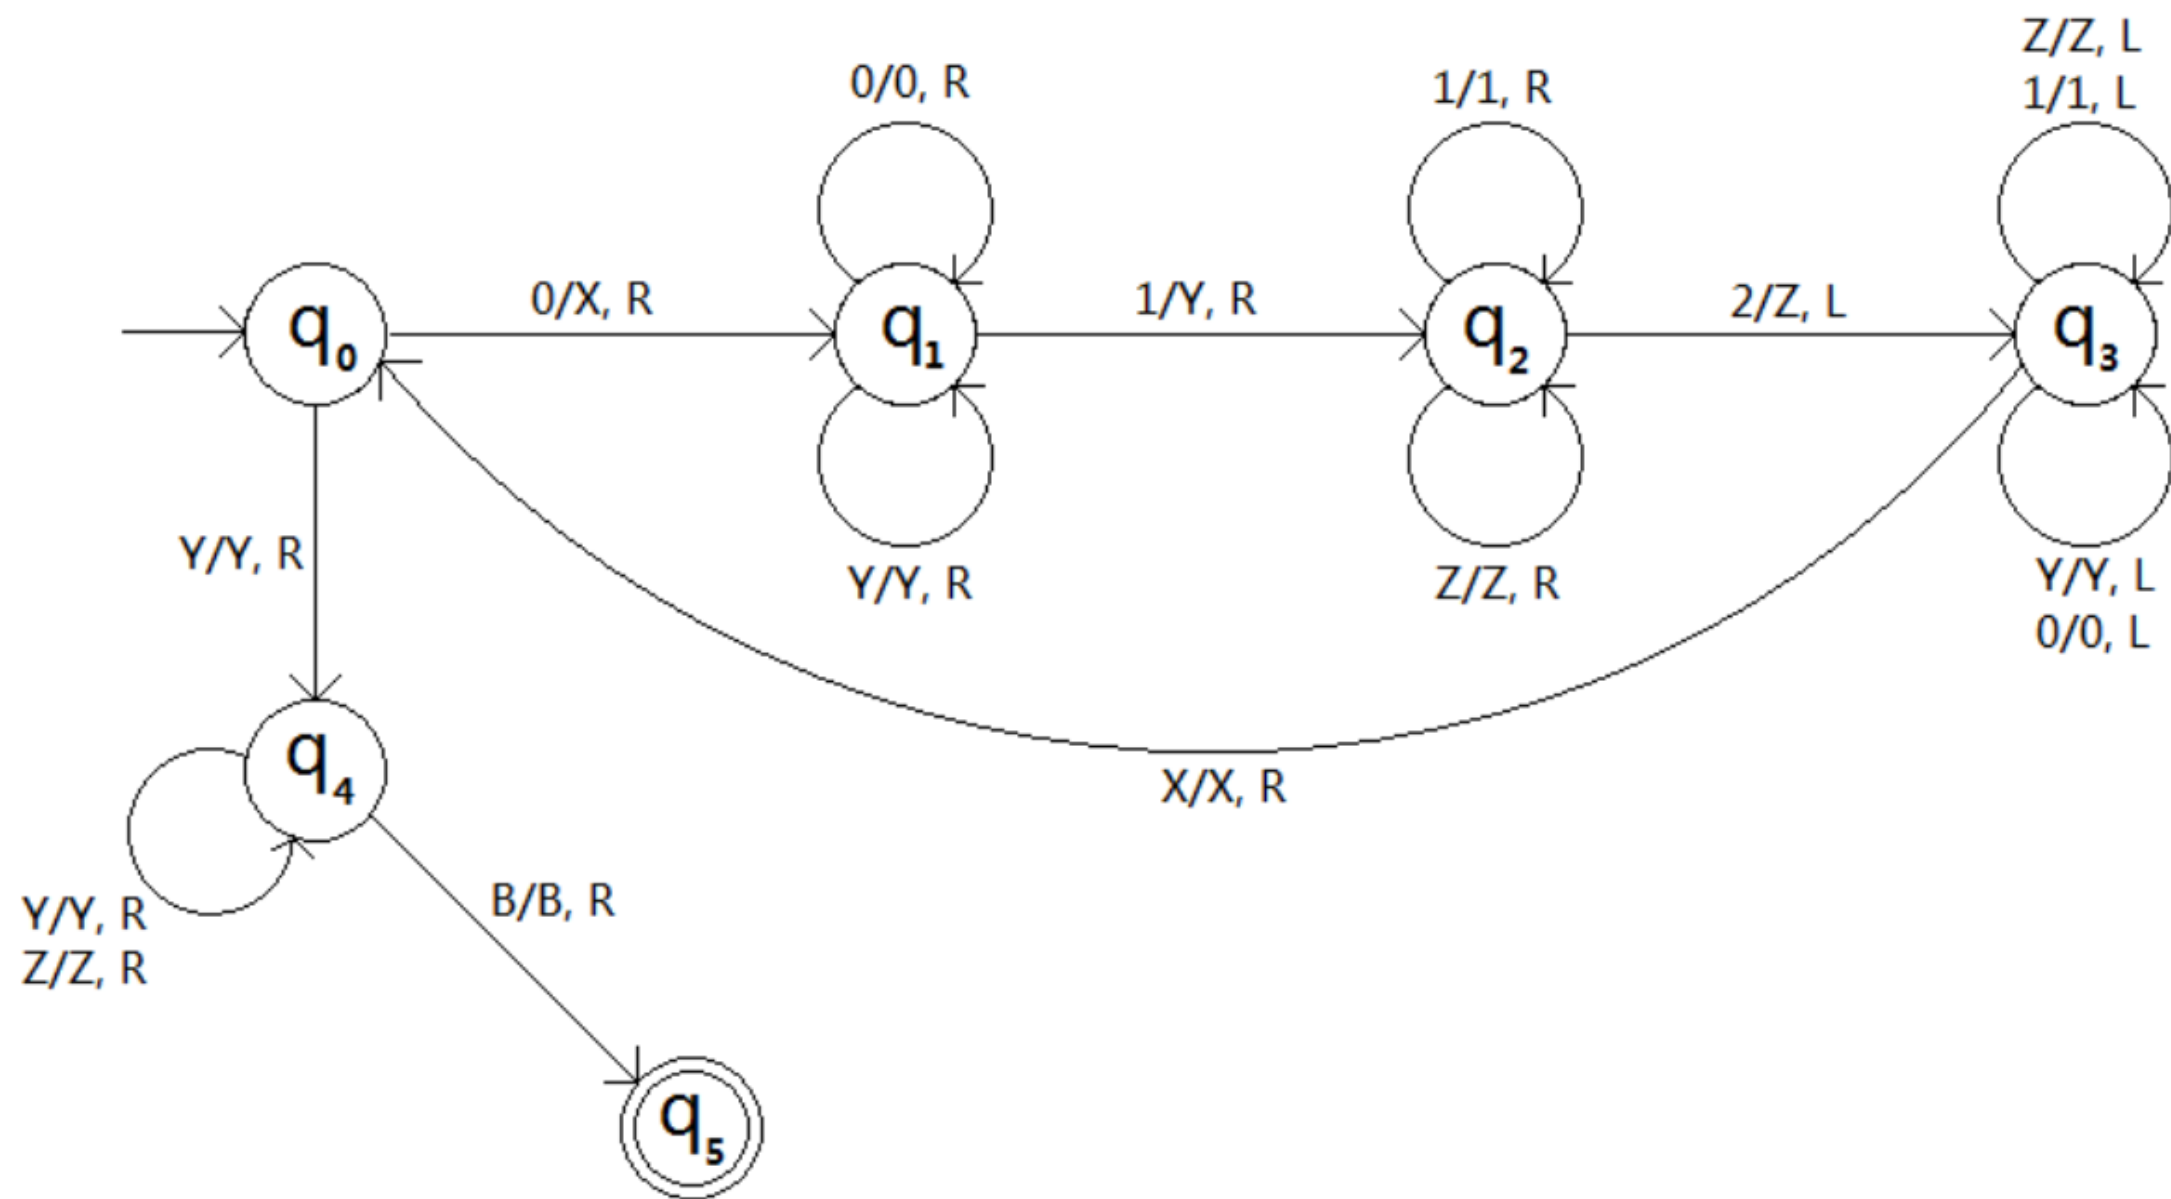 Z/Z, L
0/0, R
1/1, R
1/1, L
q₀
0/X, R
q₁
1/Y, R
q₂
2/Z, L
q₃
Y/Y, R
Y/Y, R
Z/Z, R
Y/Y, L
0/0, L
q₄
X/X, R
Y/Y, R
Z/Z, R
B/B, R
q₅